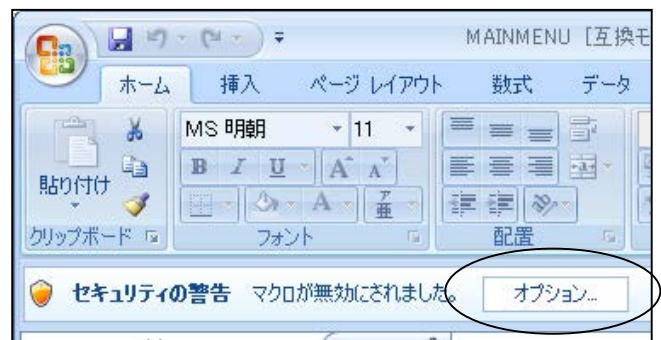 MAINMENU [互換モ
ホーム 挿入 ページ レイアウト 数式 データ
MS 明朝 11
B I U A A
貼り付け
A ア亜
クリップボード フォント 配置
セキュリティの警告 マクロが無効にされました。 オプション...